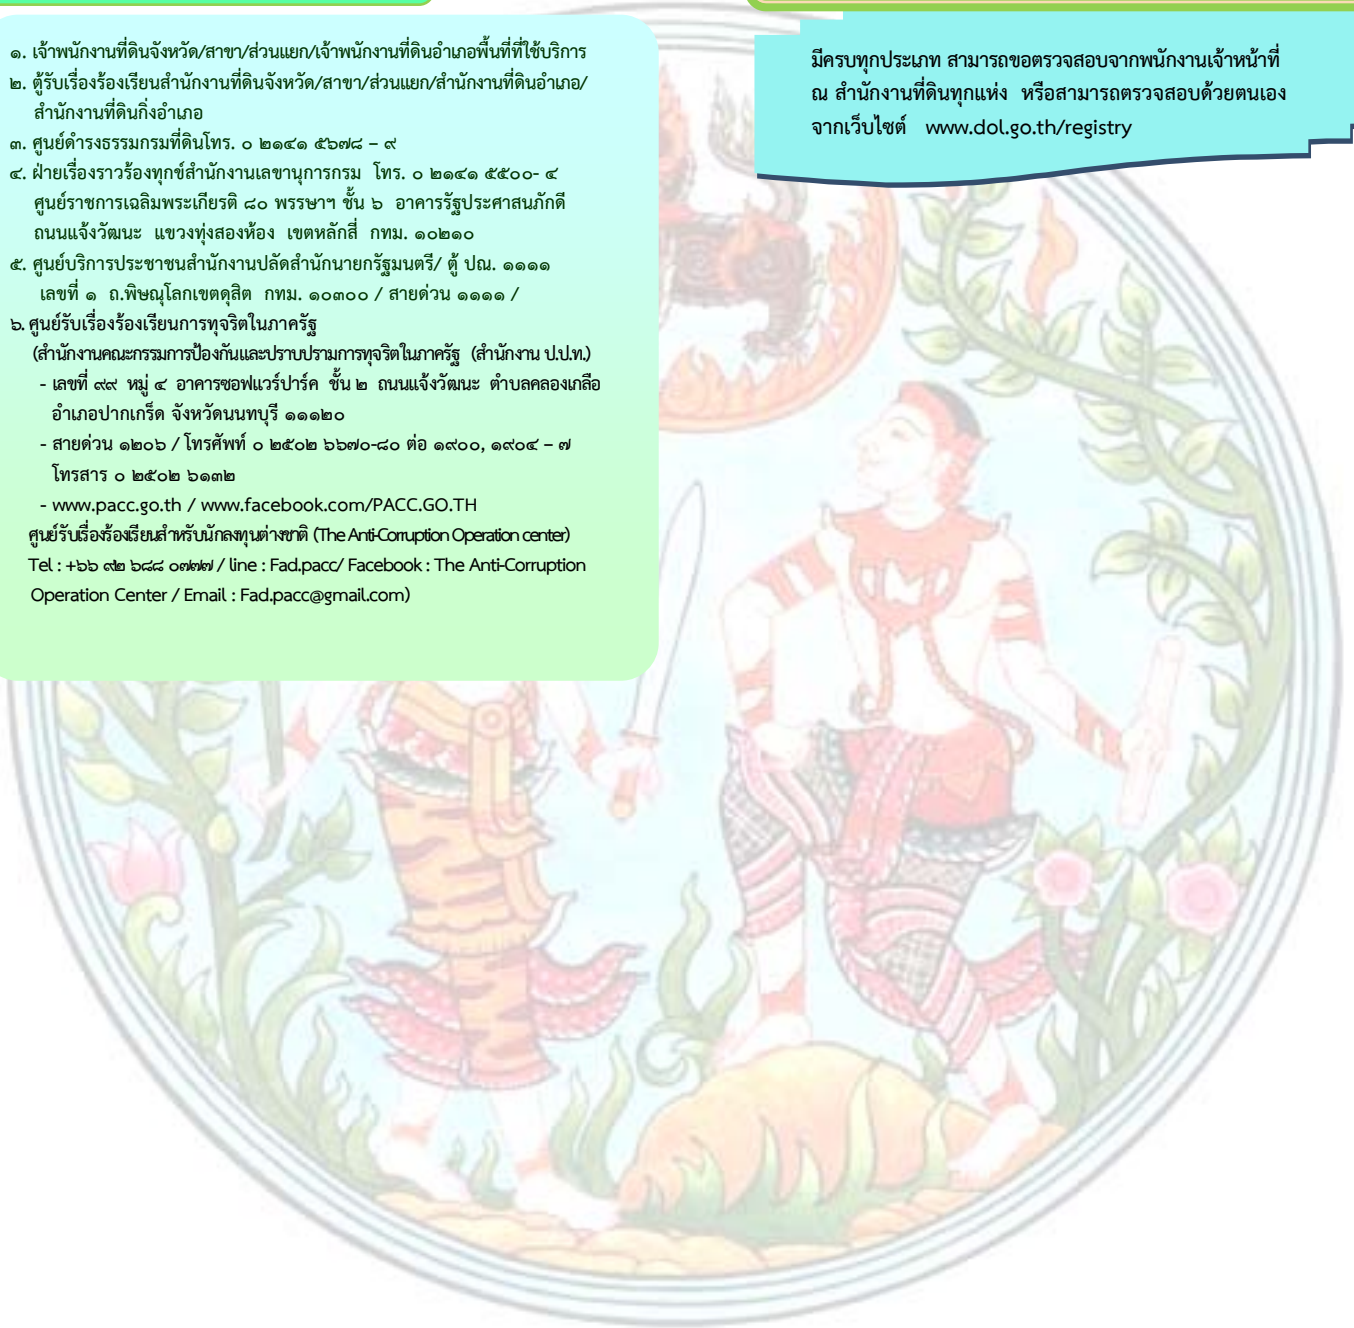 ๑. เจ้าพนักงานที่ดินจังหวัด/สาขา/ส่วนแยก/เจ้าพนักงานที่ดินอำเภอพื้นที่ที่ใช้บริการ
๒. ตู้รับเรื่องร้องเรียนสำนักงานที่ดินจังหวัด/สาขา/ส่วนแยก/สำนักงานที่ดินอำเภอ/
สำนักงานที่ดินกิ่งอำเภอ
๓. ศูนย์ดำรงธรรมกรมที่ดินโทร. ๐ ๒๑๔๑ ๕๖๗๘ – ๙
๔. ฝ่ายเรื่องราวร้องทุกข์สำนักงานเลขานุการกรม โทร. ๐ ๒๑๔๑ ๕๕๐๐- ๔
ศูนย์ราชการเฉลิมพระเกียรติ ๘๐ พรรษาฯ ชั้น ๖ อาคารรัฐประศาสนภักดี
ถนนแจ้งวัฒนะ แขวงทุ่งสองห้อง เขตหลักสี่ กทม. ๑๐๒๑๐
๕. ศูนย์บริการประชาชนสำนักงานปลัดสำนักนายกรัฐมนตรี/ ตู้ ปณ. ๑๑๑๑
เลขที่ ๑ ถ.พิษณุโลกเขตดุสิต กทม. ๑๐๓๐๐ / สายด่วน ๑๑๑๑ /
๖. ศูนย์รับเรื่องร้องเรียนการทุจริตในภาครัฐ
(สำนักงานคณะกรรมการป้องกันและปราบปรามการทุจริตในภาครัฐ (สำนักงาน ป.ป.ท.)
- เลขที่ ๙๙ หมู่ ๔ อาคารซอฟแวร์ปาร์ค ชั้น ๒ ถนนแจ้งวัฒนะ ตำบลคลองเกลือ
อำเภอปากเกร็ด จังหวัดนนทบุรี ๑๑๑๒๐
- สายด่วน ๑๒๐๖ / โทรศัพท์ ๐ ๒๕๐๒ ๖๖๗๐-๘๐ ต่อ ๑๙๐๐, ๑๙๐๔ – ๗
โทรสาร ๐ ๒๕๐๒ ๖๑๓๒
- www.pacc.go.th / www.facebook.com/PACC.GO.TH
ศูนย์รับเรื่องร้องเรียนสำหรับนักลงทุนต่างชาติ (The Anti-Corruption Operation center)
Tel : +๖๖ ๙๒ ๖๘๘ ๐๗๗๗ / line : Fad.pacc/ Facebook : The Anti-Corruption
Operation Center / Email : Fad.pacc@gmail.com)
มีครบทุกประเภท สามารถขอตรวจสอบจากพนักงานเจ้าหน้าที่
ณ สำนักงานที่ดินทุกแห่ง หรือสามารถตรวจสอบด้วยตนเอง
จากเว็บไซต์ www.dol.go.th/registry